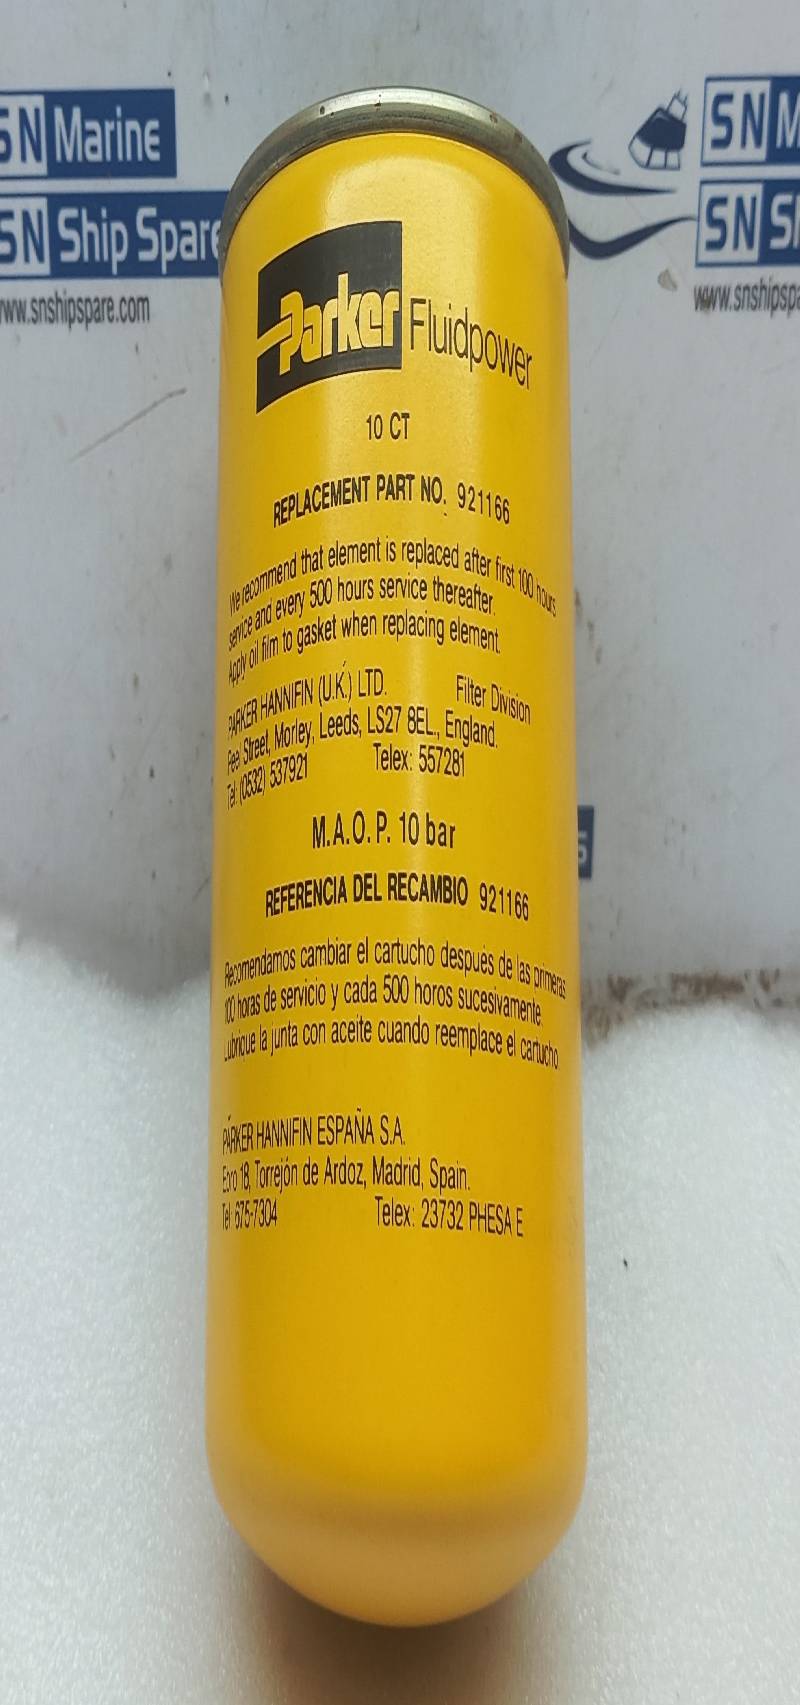 SN Marine
SN Ship Spare
www.snshipspare.com
SN
SN
www.snshipsp
Parker Fluidpower
10 CT
REPLACEMENT PART NO. 921166
We recommend that element is replaced after first 100 hours
service and every 500 hours service thereafter.
Apply oil film to gasket when replacing element.
PARKER HANNIFIN (U.K.) LTD. Filter Division
Peel Street, Morley, Leeds, LS27 8EL, England.
Tel: (0532) 537921 Telex: 557281
M.A.O.P. 10 bar
REFERENCIA DEL RECAMBIO 921166
Recomendamos cambiar el cartucho después de las primeras
100 horas de servicio y cada 500 horos sucesivamente.
Lubrique la junta con aceite cuando reemplace el cartucho.
PARKER HANNIFIN ESPAÑA S.A.
Ebro 18, Torrejón de Ardoz, Madrid, Spain.
Tel: 675-7304 Telex: 23732 PHESA E